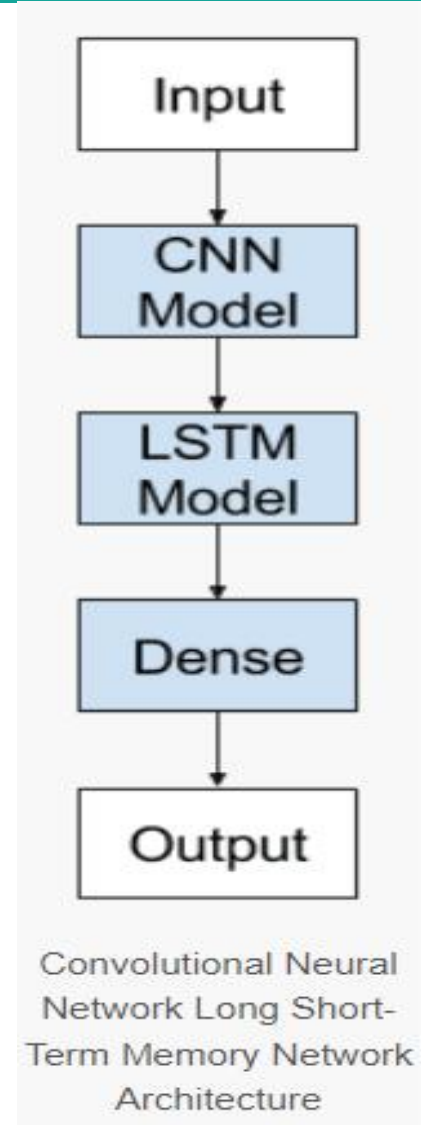 Input
CNN
Model
LSTM
Model
Dense
Output
Convolutional Neural
Network Long Short-
Term Memory Network
Architecture